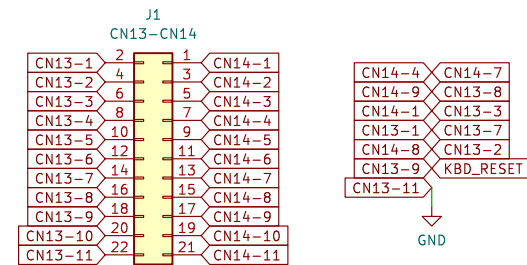 J1
CN13-CN14
CN13-1 2 1 CN14-1
CN13-2 4 3 CN14-2
CN13-3 6 5 CN14-3
CN13-4 8 7 CN14-4
CN13-5 10 9 CN14-5
CN13-6 12 11 CN14-6
CN13-7 14 13 CN14-7
CN13-8 16 15 CN14-8
CN13-9 18 17 CN14-9
CN13-10 20 19 CN14-10
CN13-11 22 21 CN14-11
CN14-4 CN14-7
CN14-9 CN13-8
CN14-1 CN13-3
CN13-1 CN13-7
CN14-8 CN13-2
CN13-9 KBD_RESET
CN13-11
GND